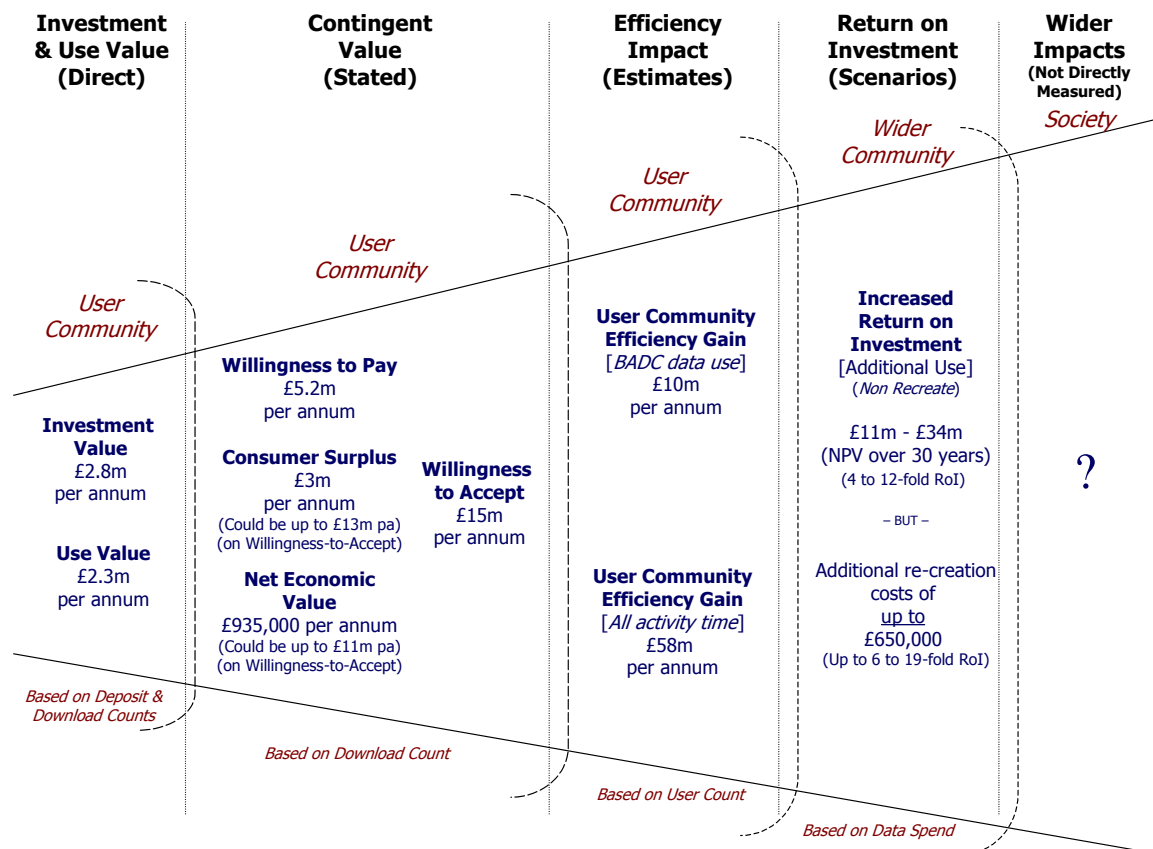 Investment
& Use Value
(Direct)
Contingent
Value
(Stated)
Efficiency
Impact
(Estimates)
Return on
Investment
(Scenarios)
Wider
Impacts
(Not Directly
Measured)
User
Community
User
Community
User
Community
Wider
Community
Society
Investment
Value
£2.8m
per annum
Use Value
£2.3m
per annum
Willingness to Pay
£5.2m
per annum
Consumer Surplus
£3m
per annum
(Could be up to £13m pa)
(on Willingness-to-Accept)
Net Economic
Value
£935,000 per annum
(Could be up to £11m pa)
(on Willingness-to-Accept)
Willingness
to Accept
£15m
per annum
User Community
Efficiency Gain
[BADC data use]
£10m
per annum
User Community
Efficiency Gain
[All activity time]
£58m
per annum
Increased
Return on
Investment
[Additional Use]
(Non Recreate)
£11m - £34m
(NPV over 30 years)
(4 to 12-fold RoI)
– BUT –
Additional re-creation
costs of
up to
£650,000
(Up to 6 to 19-fold RoI)
?
Based on Deposit &
Download Counts
Based on Download Count
Based on User Count
Based on Data Spend